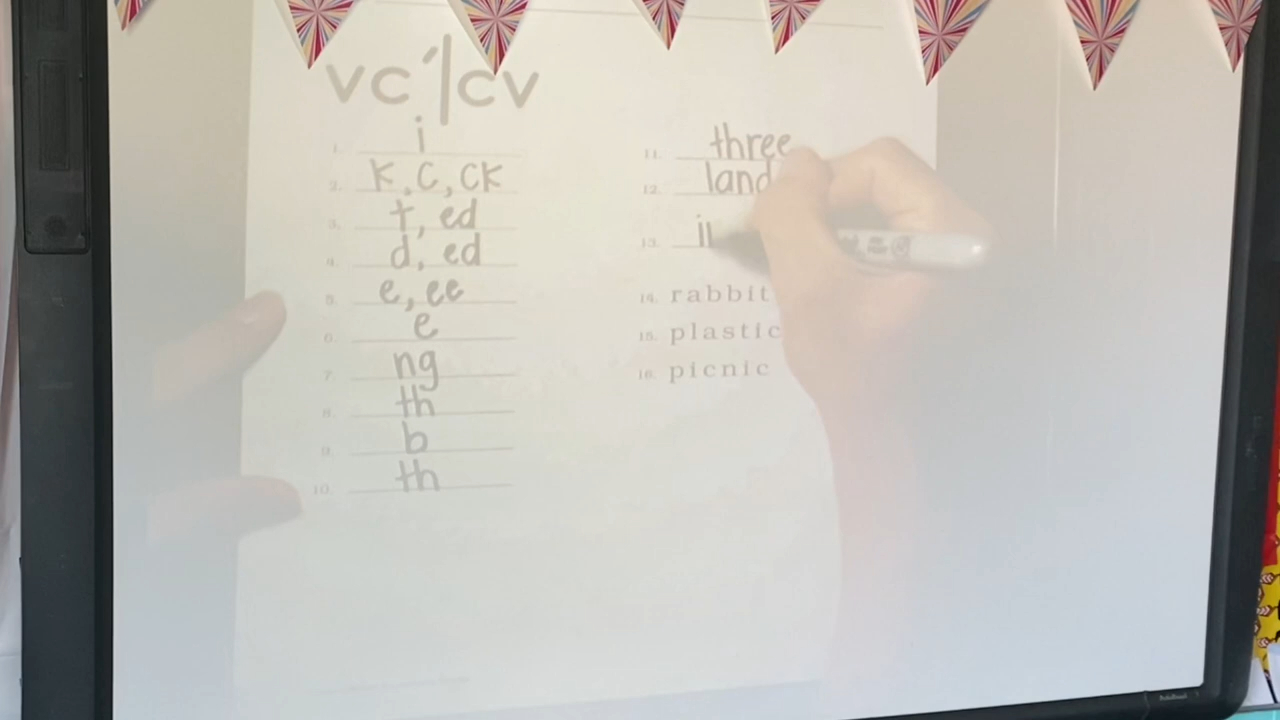 vc'|cv
1. i
2. k, c, ck
3. t, ed
4. d, ed
5. e, ee
6. e
7. ng
8. th
9. b
10. th
11. three
12. land
13.
14. rabbit
15. plastic
16. picnic